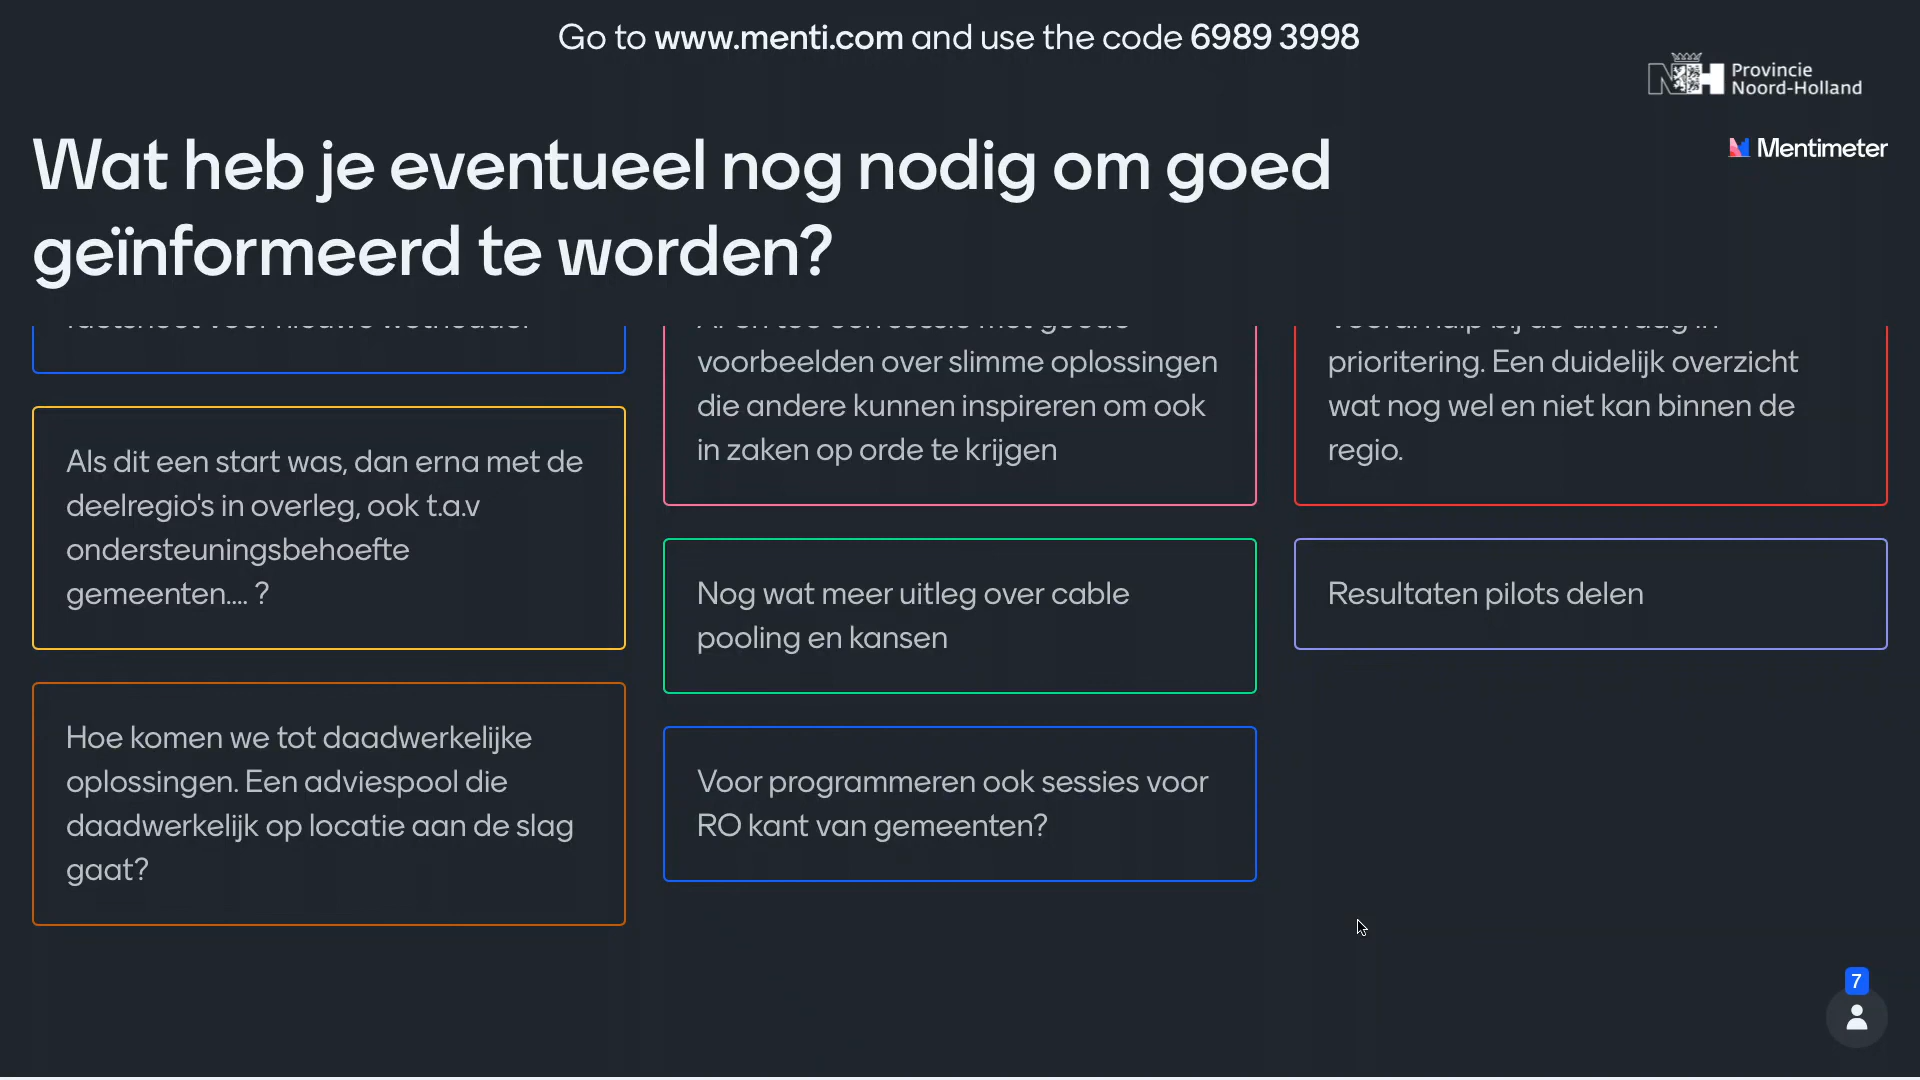 Go to www.menti.com and use the code 6989 3998
Provincie
Noord-Holland
Mentimeter
Wat heb je eventueel nog nodig om goed
geïnformeerd te worden?
voorbeelden over slimme oplossingen
die andere kunnen inspireren om ook
in zaken op orde te krijgen
prioritering. Een duidelijk overzicht
wat nog wel en niet kan binnen de
regio.
Als dit een start was, dan erna met de
deelregio's in overleg, ook t.a.v
ondersteuningsbehoefte
gemeenten.... ?
Nog wat meer uitleg over cable
pooling en kansen
Resultaten pilots delen
Hoe komen we tot daadwerkelijke
oplossingen. Een adviespool die
daadwerkelijk op locatie aan de slag
gaat?
Voor programmeren ook sessies voor
RO kant van gemeenten?
7